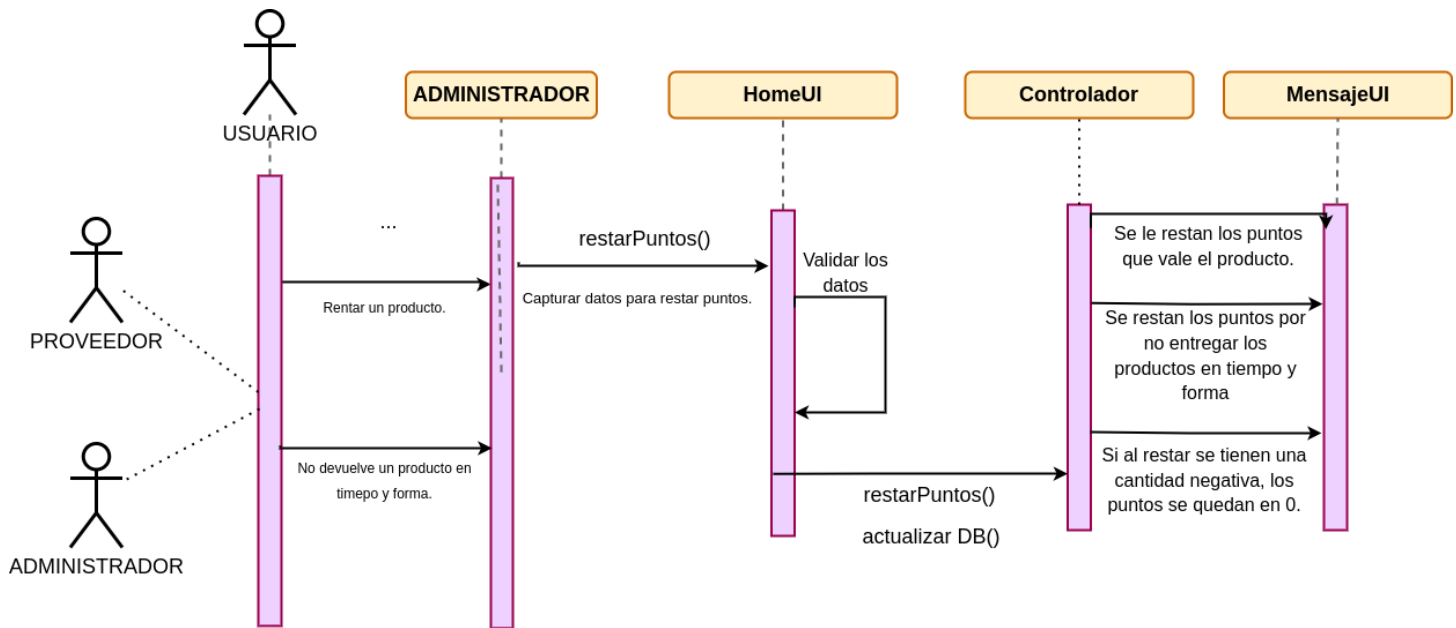 USUARIO
ADMINISTRADOR
HomeUI
Controlador
MensajeUI
PROVEEDOR
ADMINISTRADOR
...
Rentar un producto.
No devuelve un producto en
timepo y forma.
restarPuntos()
Capturar datos para restar puntos.
Validar los
datos
restarPuntos()
actualizar DB()
Se le restan los puntos
que vale el producto.
Se restan los puntos por
no entregar los
productos en tiempo y
forma
Si al restar se tienen una
cantidad negativa, los
puntos se quedan en 0.